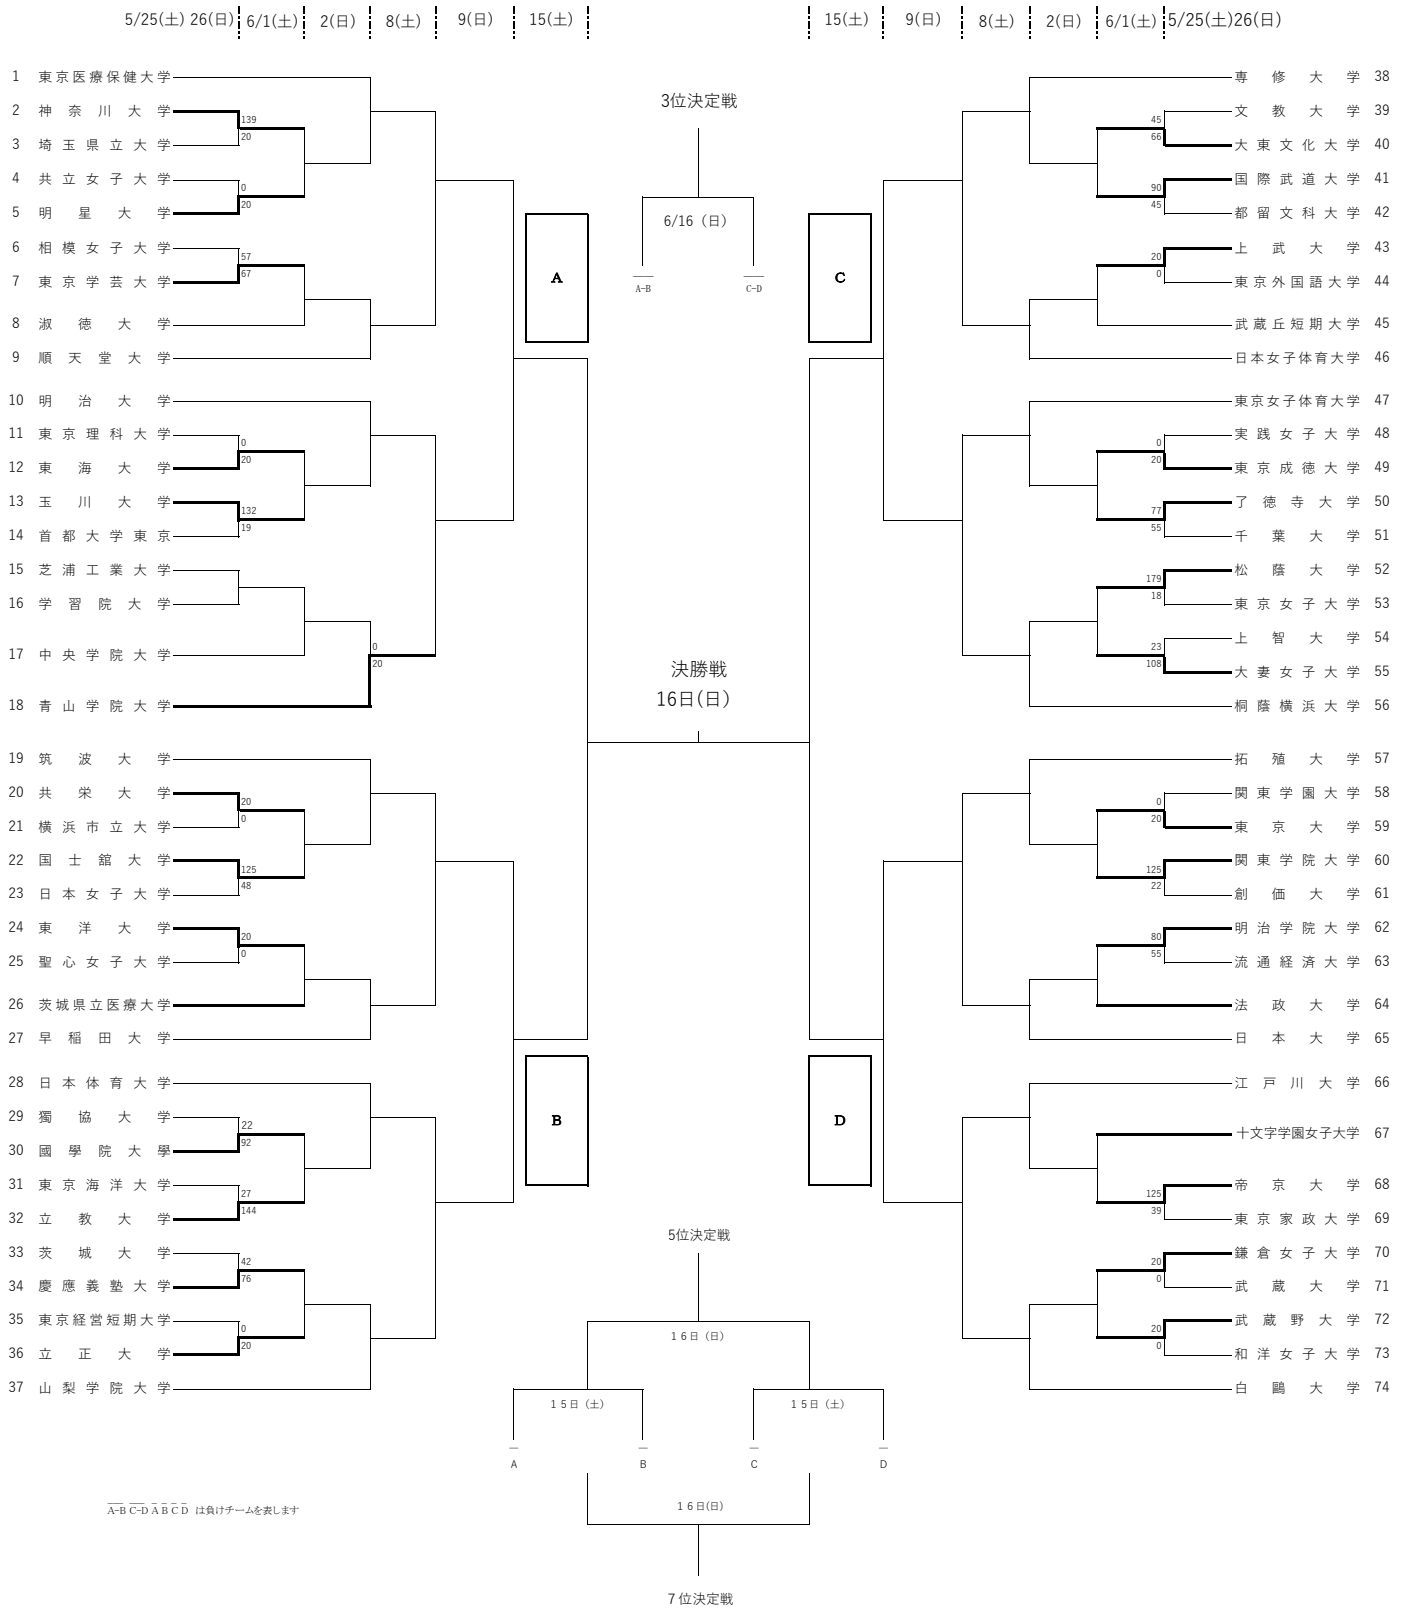 5/25(土) 26(日) 6/1(土) 2(日) 8(土) 9(日) 15(土)
15(土) 9(日) 8(土) 2(日) 6/1(土) 5/25(土)26(日)
1 東京医療保健大学
2 神奈川大学
139
20
3 埼玉県立大学
4 共立女子大学
0
20
5 明星大学
6 相模女子大学
57
67
7 東京学芸大学
8 淑徳大学
9 順天堂大学
10 明治大学
11 東京理科大学
0
20
12 東海大学
13 玉川大学
132
19
14 首都大学東京
15 芝浦工業大学
16 学習院大学
17 中央学院大学
0
20
18 青山学院大学
19 筑波大学
20 共栄大学
20
0
21 横浜市立大学
22 国士舘大学
125
48
23 日本女子大学
24 東洋大学
20
0
25 聖心女子大学
26 茨城県立医療大学
27 早稲田大学
28 日本体育大学
29 獨協大学
22
92
30 國學院大學
31 東京海洋大学
27
144
32 立教大学
33 茨城大学
42
76
34 慶應義塾大学
35 東京経営短期大学
0
20
36 立正大学
37 山梨学院大学
A
B
3位決定戦
6/16（日）
A-B
C-D
決勝戦
16日(日)
5位決定戦
16日（日）
15日（土）
15日（土）
A
B
C
D
16日(日)
７位決定戦
C
D
専修大学 38
文教大学 39
45
66
大東文化大学 40
国際武道大学 41
90
45
都留文科大学 42
上武大学 43
20
0
東京外国語大学 44
武蔵丘短期大学 45
日本女子体育大学 46
東京女子体育大学 47
実践女子大学 48
0
20
東京成徳大学 49
了徳寺大学 50
77
55
千葉大学 51
松蔭大学 52
179
18
東京女子大学 53
上智大学 54
23
108
大妻女子大学 55
桐蔭横浜大学 56
拓殖大学 57
関東学園大学 58
0
20
東京大学 59
関東学院大学 60
125
22
創価大学 61
明治学院大学 62
80
55
流通経済大学 63
法政大学 64
日本大学 65
江戸川大学 66
十文字学園女子大学 67
帝京大学 68
125
39
東京家政大学 69
鎌倉女子大学 70
20
0
武蔵大学 71
武蔵野大学 72
20
0
和洋女子大学 73
白鷗大学 74
A-B C-D A B C D は負けチームを表します